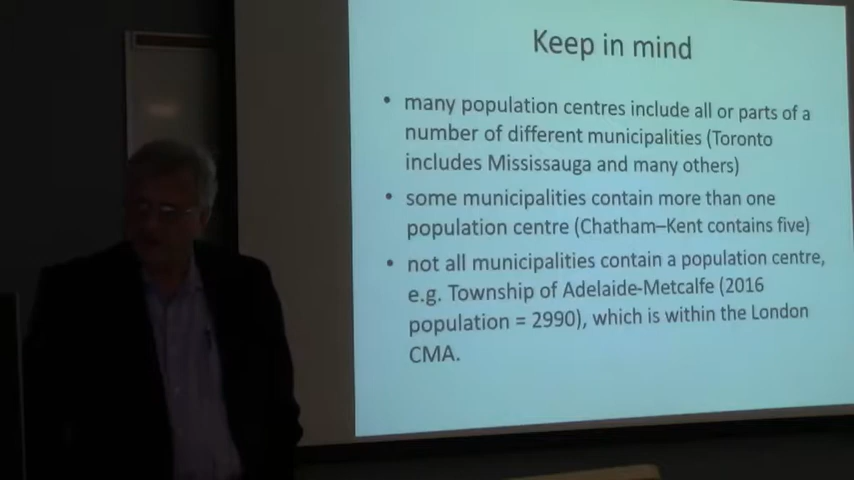 Keep in mind
• many population centres include all or parts of a
number of different municipalities (Toronto
includes Mississauga and many others)
• some municipalities contain more than one
population centre (Chatham–Kent contains five)
• not all municipalities contain a population centre,
e.g. Township of Adelaide-Metcalfe (2016
population = 2990), which is within the London
CMA.